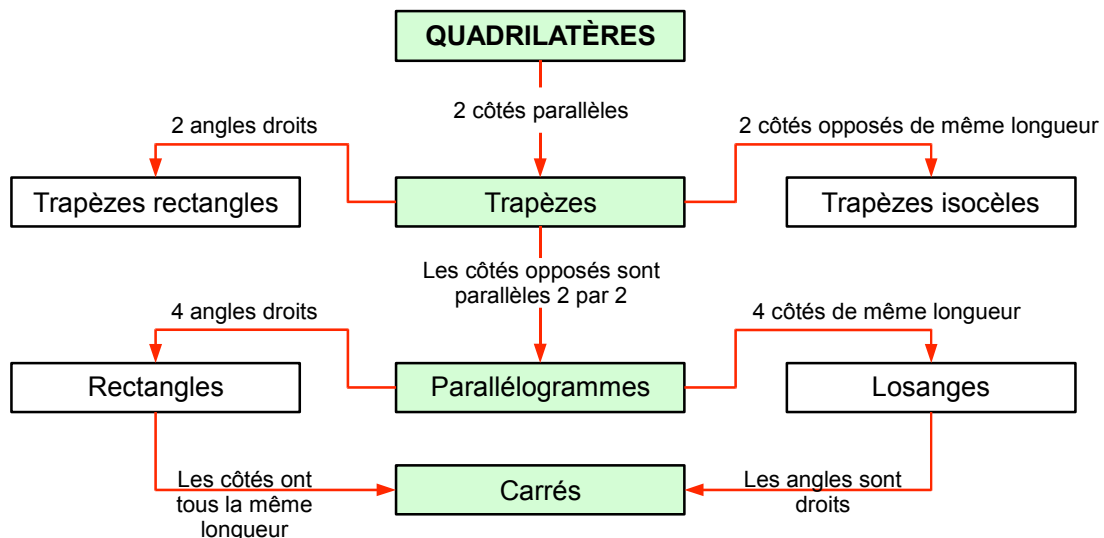 QUADRILATÈRES
2 côtés parallèles
2 angles droits
2 côtés opposés de même longueur
Trapèzes rectangles
Trapèzes
Trapèzes isocèles
Les côtés opposés sont
parallèles 2 par 2
4 angles droits
4 côtés de même longueur
Rectangles
Parallélogrammes
Losanges
Les côtés ont
tous la même
longueur
Carrés
Les angles sont
droits